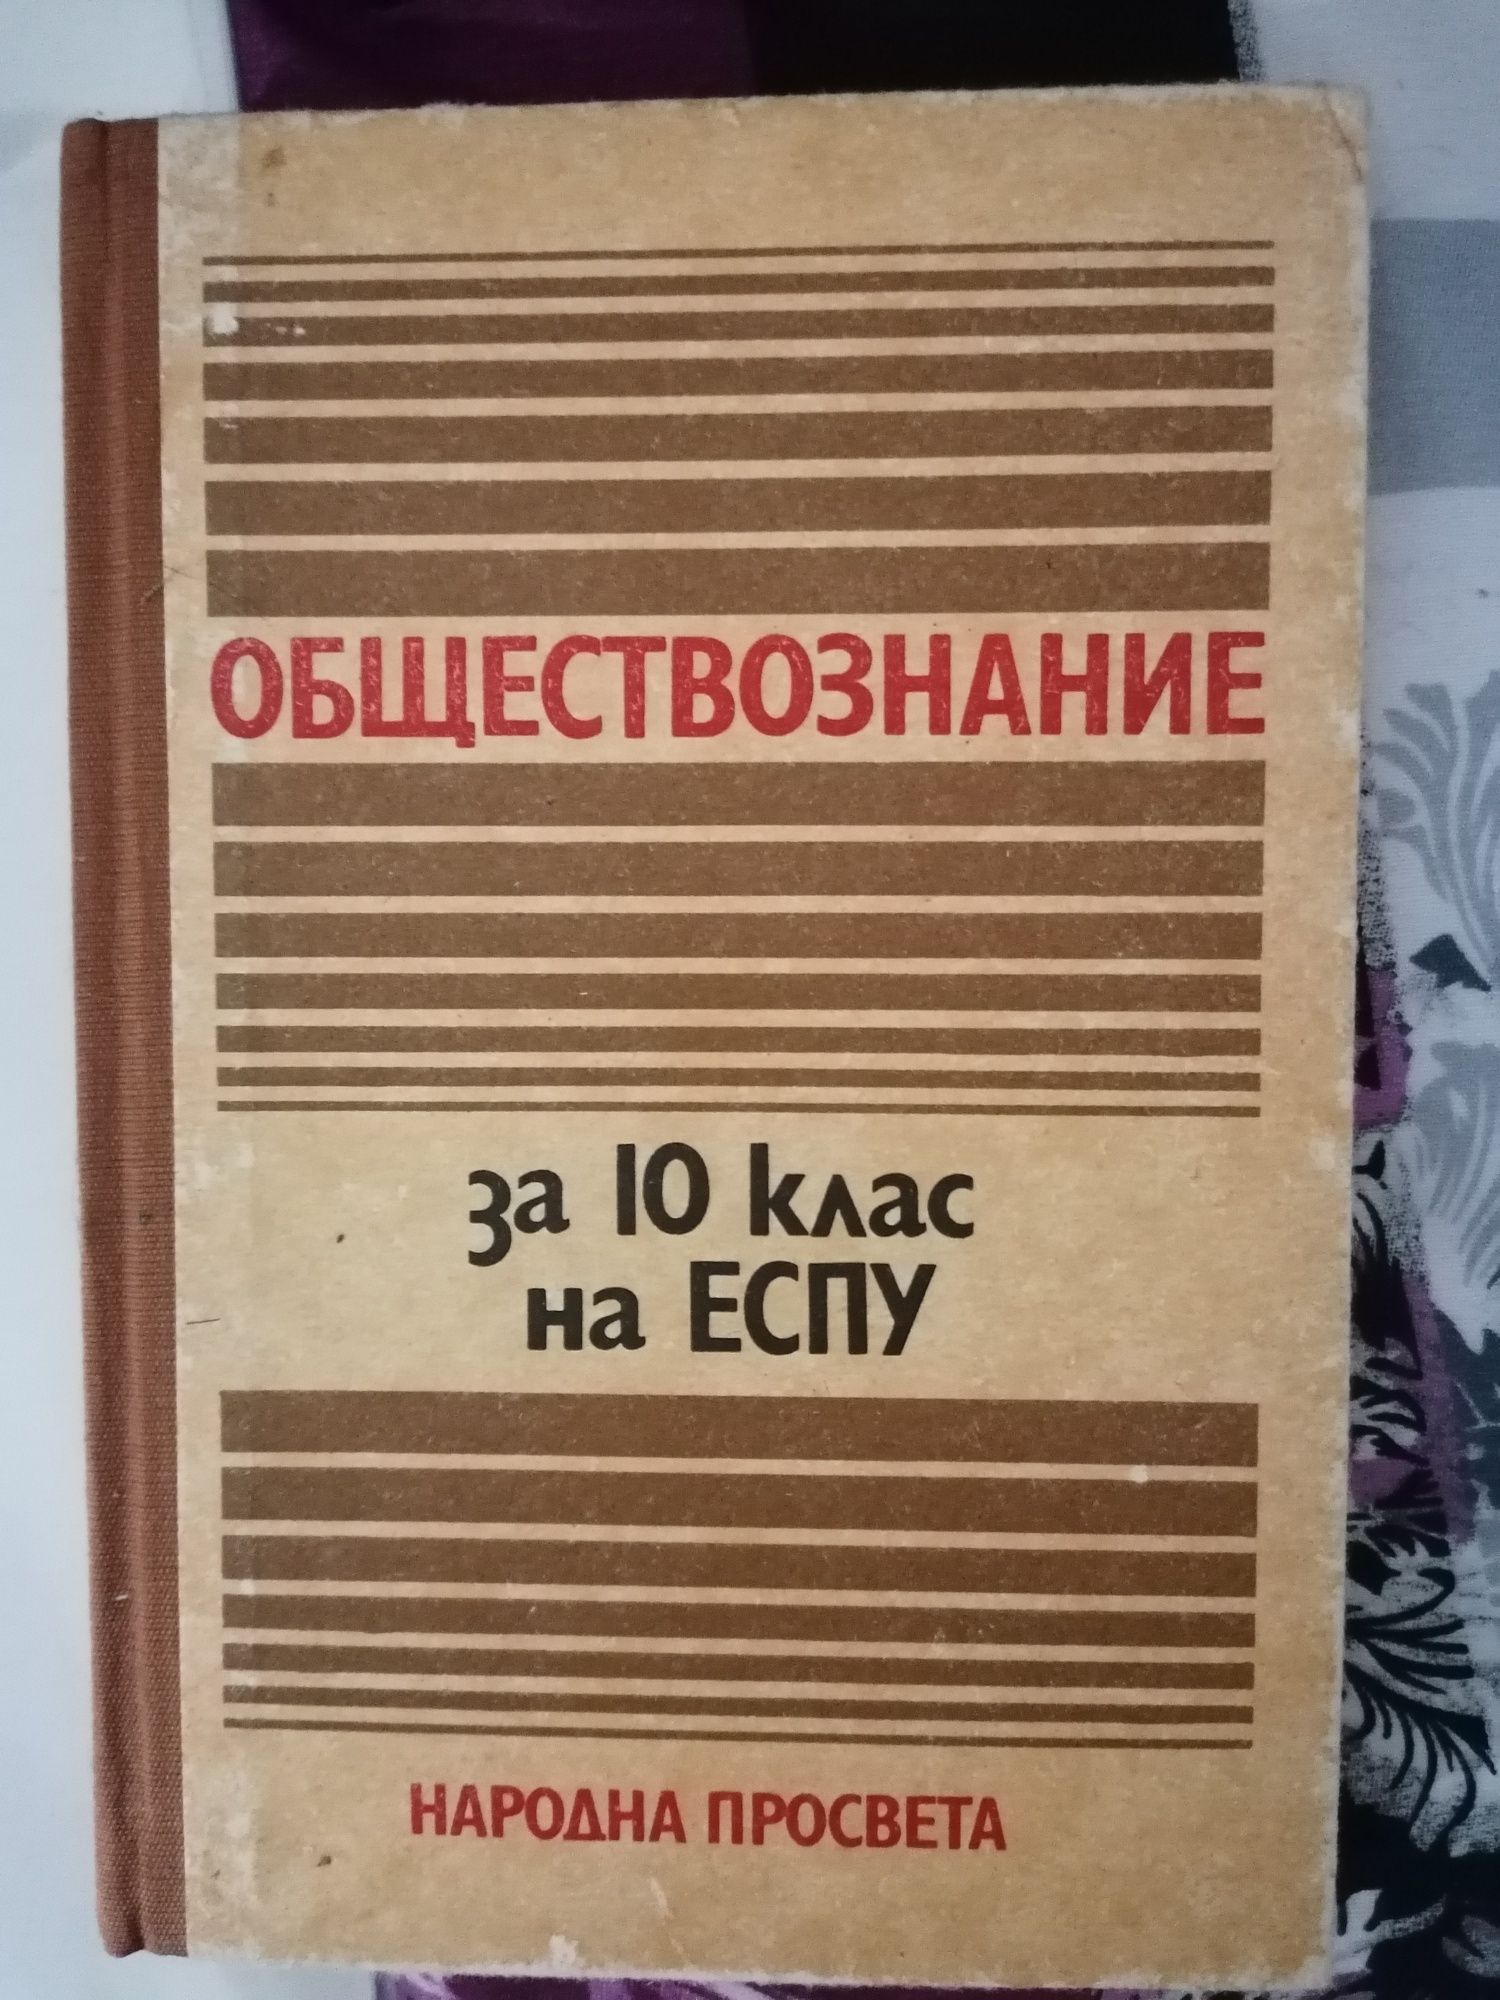 ОБЩЕСТВОЗНАНИЕ
за 10 клас
на ЕСПУ
НАРОДНА ПРОСВЕТА